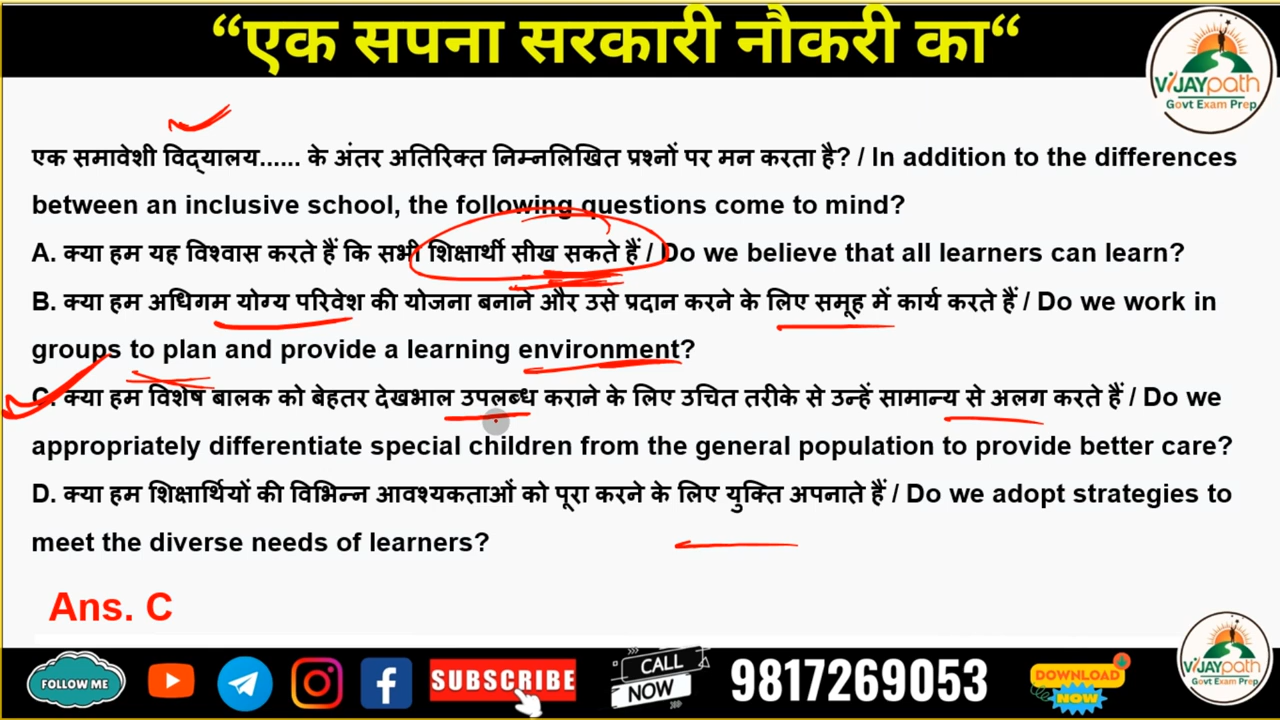 “एक सपना सरकारी नौकरी का“
ViJAYpath
Govt Exam Prep
एक समावेशी विद्यालय...... के अंतर अतिरिक्त निम्नलिखित प्रश्नों पर मन करता है? / In addition to the differences
between an inclusive school, the following questions come to mind?
A. क्या हम यह विश्वास करते हैं कि सभी शिक्षार्थी सीख सकते हैं / Do we believe that all learners can learn?
B. क्या हम अधिगम योग्य परिवेश की योजना बनाने और उसे प्रदान करने के लिए समूह में कार्य करते हैं / Do we work in
groups to plan and provide a learning environment?
C. क्या हम विशेष बालक को बेहतर देखभाल उपलब्ध कराने के लिए उचित तरीके से उन्हें सामान्य से अलग करते हैं / Do we
appropriately differentiate special children from the general population to provide better care?
D. क्या हम शिक्षार्थियों की विभिन्न आवश्यकताओं को पूरा करने के लिए युक्ति अपनाते हैं / Do we adopt strategies to
meet the diverse needs of learners?
Ans. C
FOLLOW ME
SUBSCRIBE
CALL
NOW
9817269053
DOWNLOAD
NOW
ViJAYpath
Govt Exam Prep